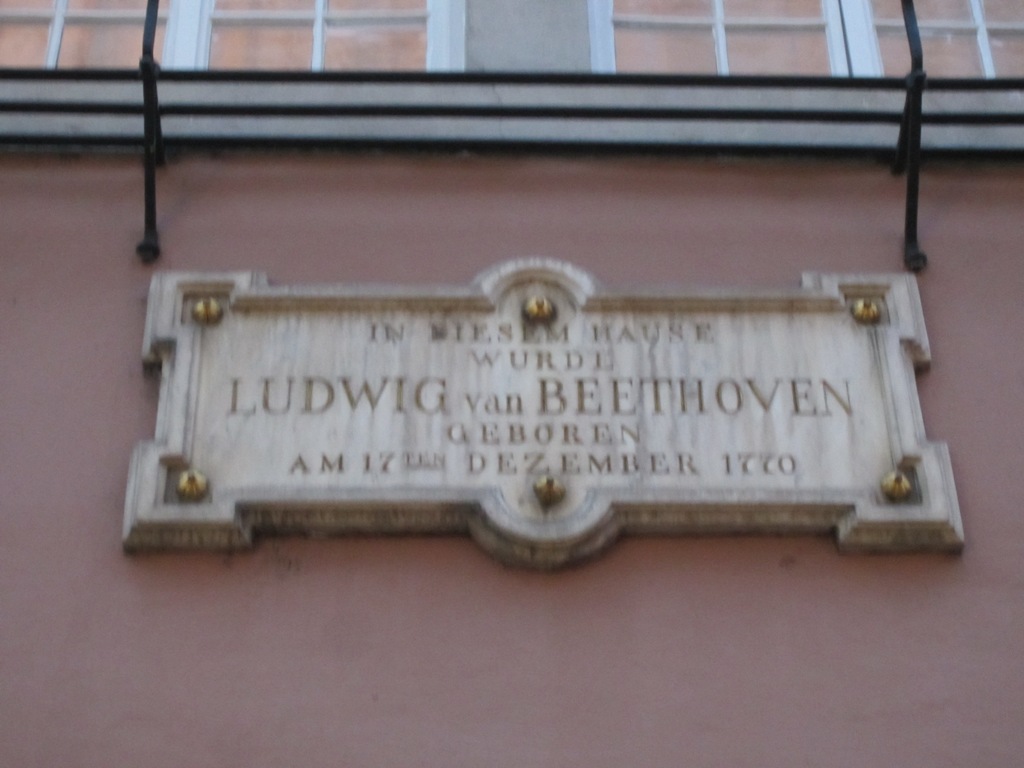 IN DIESEM HAUSE
WURDE
LUDWIG van BEETHOVEN
GEBOREN
AM 17TEN DEZEMBER 1770